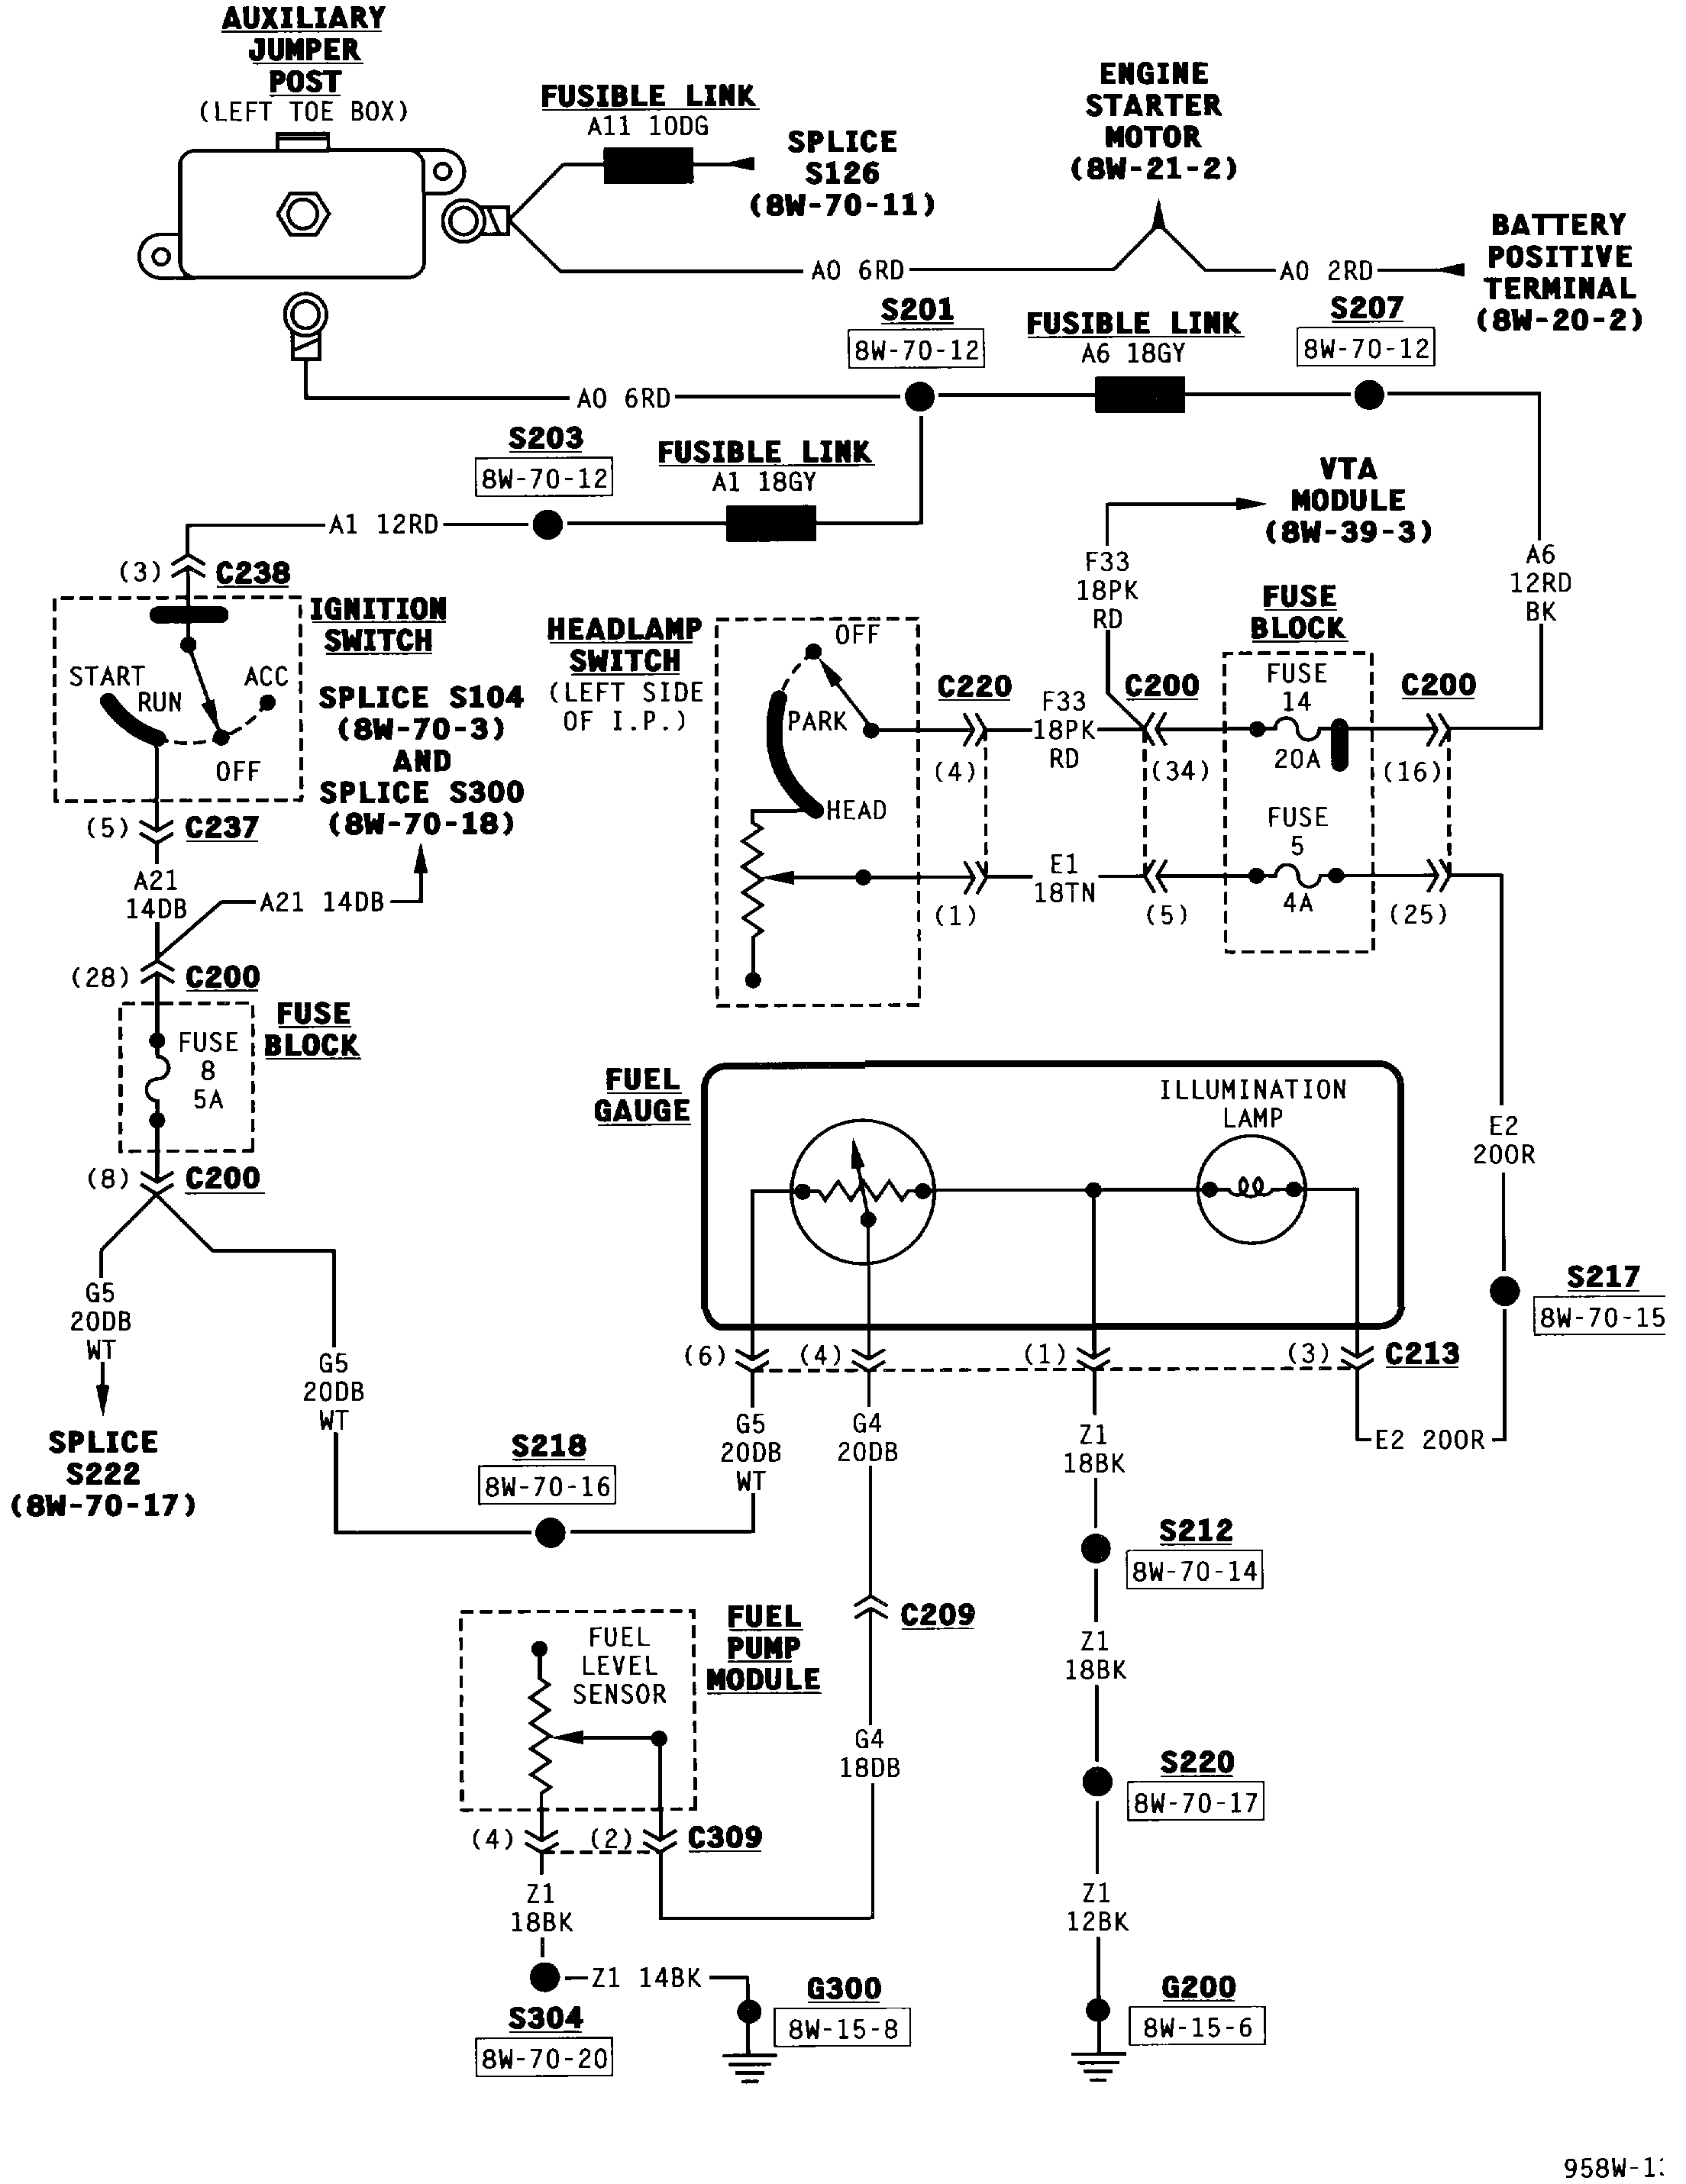 AUXILIARY
JUMPER
POST
(LEFT TOE BOX)
FUSIBLE LINK
A11 10DG
SPLICE
S126
(8W-70-11)
ENGINE
STARTER
MOTOR
(8W-21-2)
BATTERY
POSITIVE
TERMINAL
(8W-20-2)
A0 6RD
A0 2RD
S201
8W-70-12
FUSIBLE LINK
A6 18GY
S207
8W-70-12
A0 6RD
S203
8W-70-12
FUSIBLE LINK
A1 18GY
VTA
MODULE
(8W-39-3)
A1 12RD
(3)
C238
F33
18PK
RD
A6
12RD
BK
IGNITION
SWITCH
START
RUN
ACC
OFF
HEADLAMP
SWITCH
(LEFT SIDE
OF I.P.)
OFF
PARK
HEAD
FUSE
BLOCK
C220
F33
18PK
RD
C200
FUSE
14
20A
C200
(4)
(34)
(16)
SPLICE S104
(8W-70-3)
AND
SPLICE S300
(8W-70-18)
(5)
C237
FUSE
5
4A
E1
18TN
(1)
(5)
(25)
A21
14DB
A21 14DB
(28)
C200
FUSE
BLOCK
FUSE
8
5A
(8)
C200
FUEL
GAUGE
ILLUMINATION
LAMP
E2
20OR
S217
8W-70-15
G5
20DB
WT
G5
20DB
WT
SPLICE
S222
(8W-70-17)
(6)
(4)
(1)
(3)
C213
G5
20DB
WT
G4
20DB
Z1
18BK
E2 20OR
S218
8W-70-16
S212
8W-70-14
C209
FUEL
PUMP
MODULE
FUEL
LEVEL
SENSOR
Z1
18BK
G4
18DB
S220
8W-70-17
(4)
(2)
C309
Z1
18BK
Z1
12BK
Z1 14BK
S304
8W-70-20
G300
8W-15-8
G200
8W-15-6
958W-1